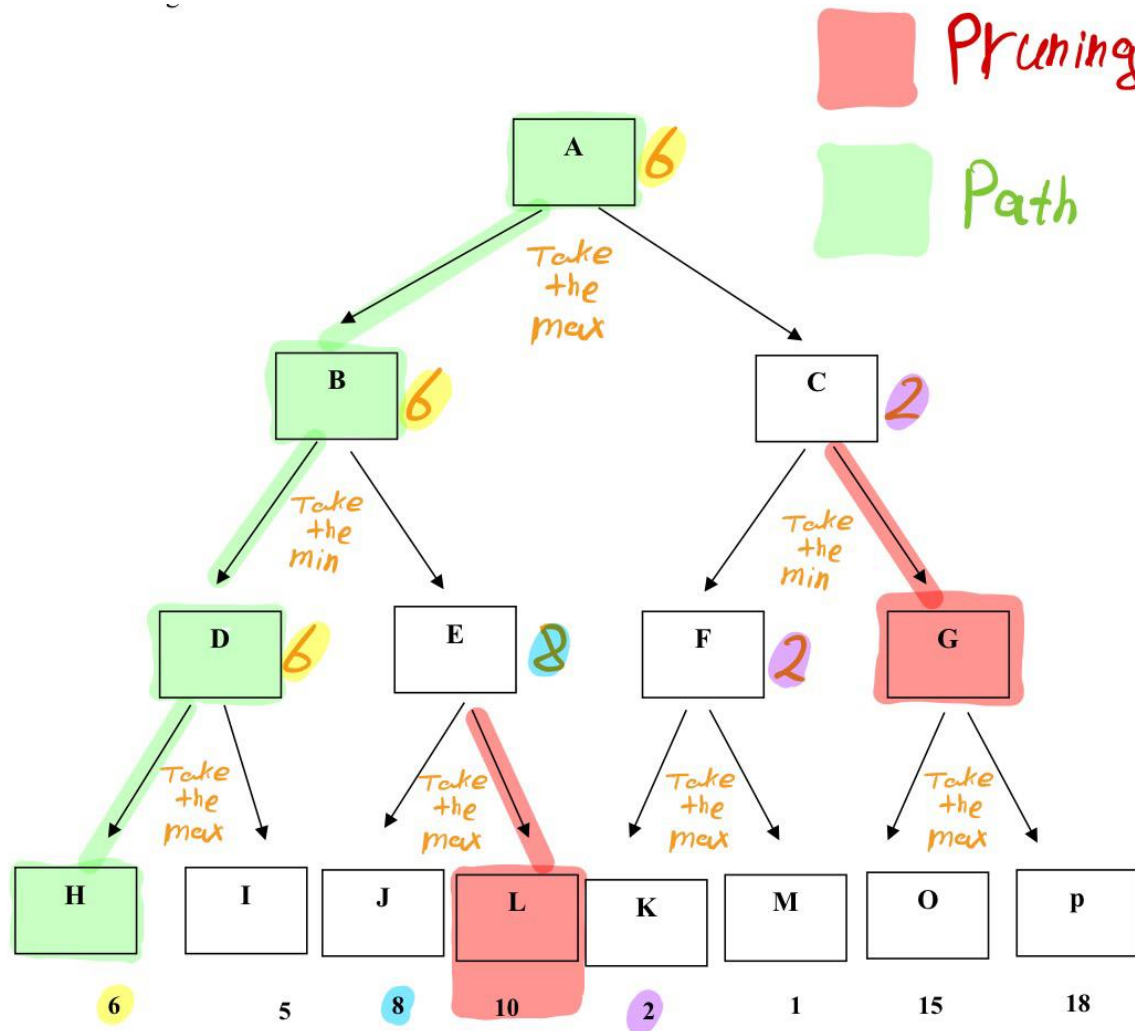 Pruning
A 6
Path
Take
the
max
B 6
C 2
Take
the
min
Take
the
min
D 6
E 8
F 2
G
Take
the
max
Take
the
max
Take
the
max
Take
the
max
H
I
J
L
K
M
O
p
6 5 8 10 2 1 15 18